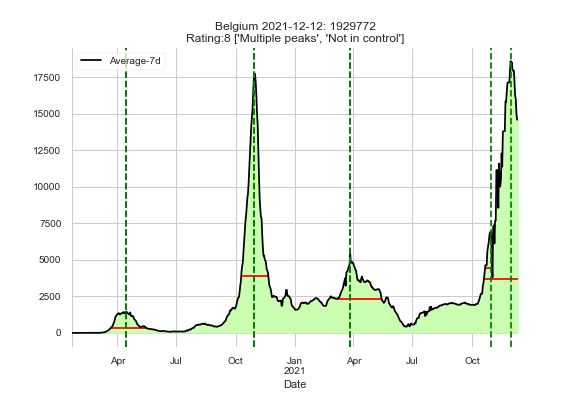 Belgium 2021-12-12: 1929772
Rating:8 ['Multiple peaks', 'Not in control']
Average-7d
17500
15000
12500
10000
7500
5000
2500
0
Apr
Jul
Oct
Jan
2021
Apr
Jul
Oct
Date